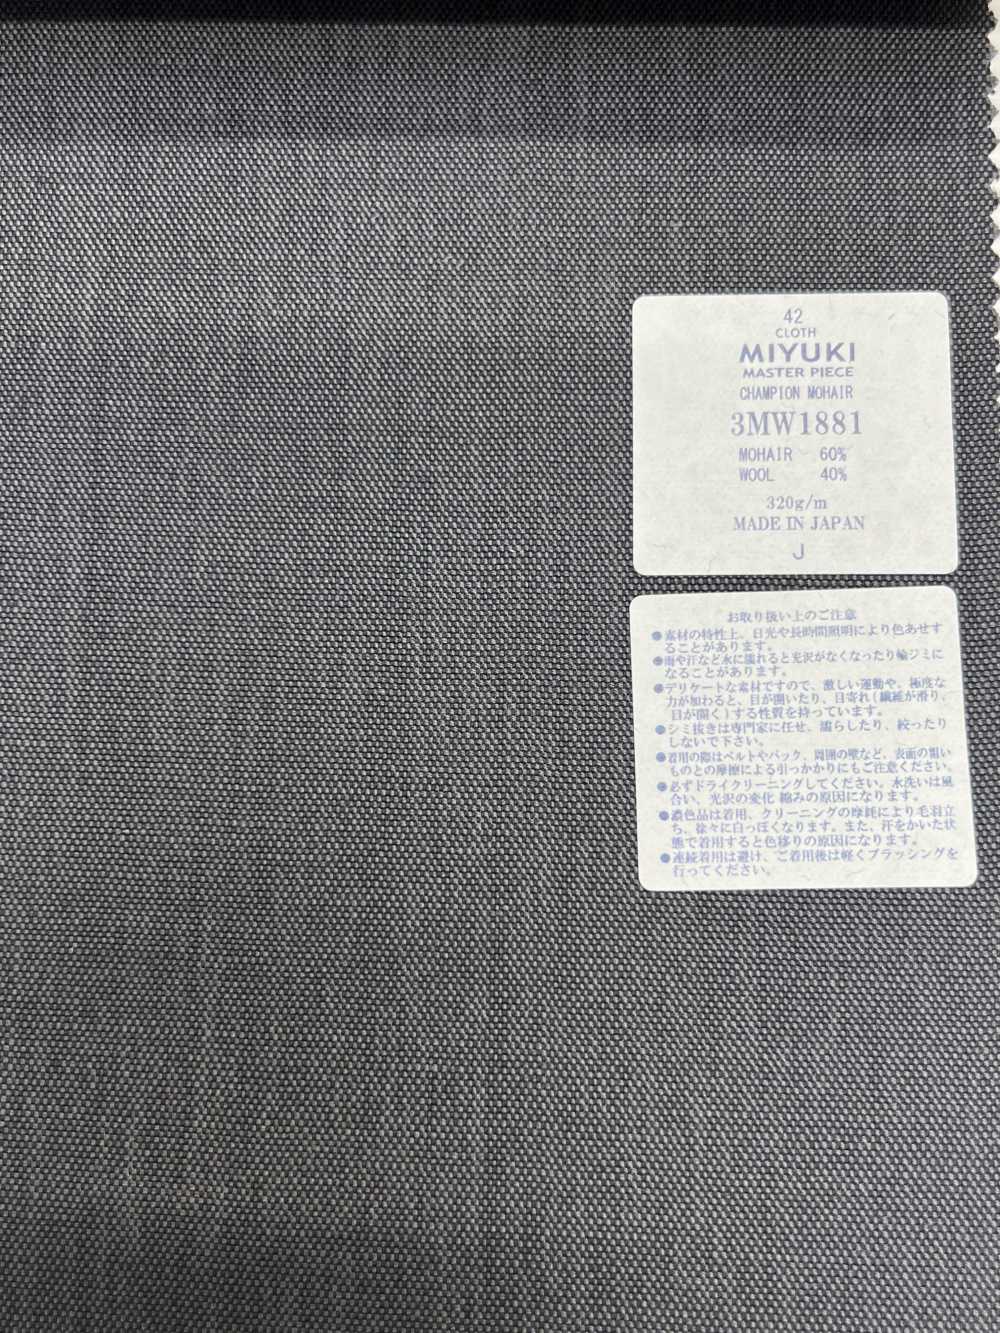 42
CLOTH
MIYUKI
MASTER PIECE
CHAMPION MOHAIR
3MW1881
MOHAIR 60%
WOOL 40%
320g/m
MADE IN JAPAN
J
お取り扱い上のご注意
●素材の特性上、日光や長時間照明により色あせす
ることがあります。
●雨や汗など水に濡れると光沢がなくなったり輪ジミに
なることがあります。
●デリケートな素材ですので、激しい運動や、極度な
力が加わると、目が開いたり、目寄れ(繊維が滑り、
目が開く)する性質を持っています。
●シミ抜きは専門家に任せ、濡らしたり、絞ったり
しないで下さい。
●着用の際はベルトやバック、周囲の壁など、表面の粗い
ものとの摩擦による引っかかりにもご注意ください。
●必ずドライクリーニングしてください。水洗いは風
合い、光沢の変化 縮みの原因になります。
●濃色品は着用、クリーニングの摩耗により毛羽立
ち、徐々に白っぽくなります。また、汗をかいた状
態で着用すると色移りの原因になります。
●連続着用は避け、ご着用後は軽くブラッシングを
行ってください。